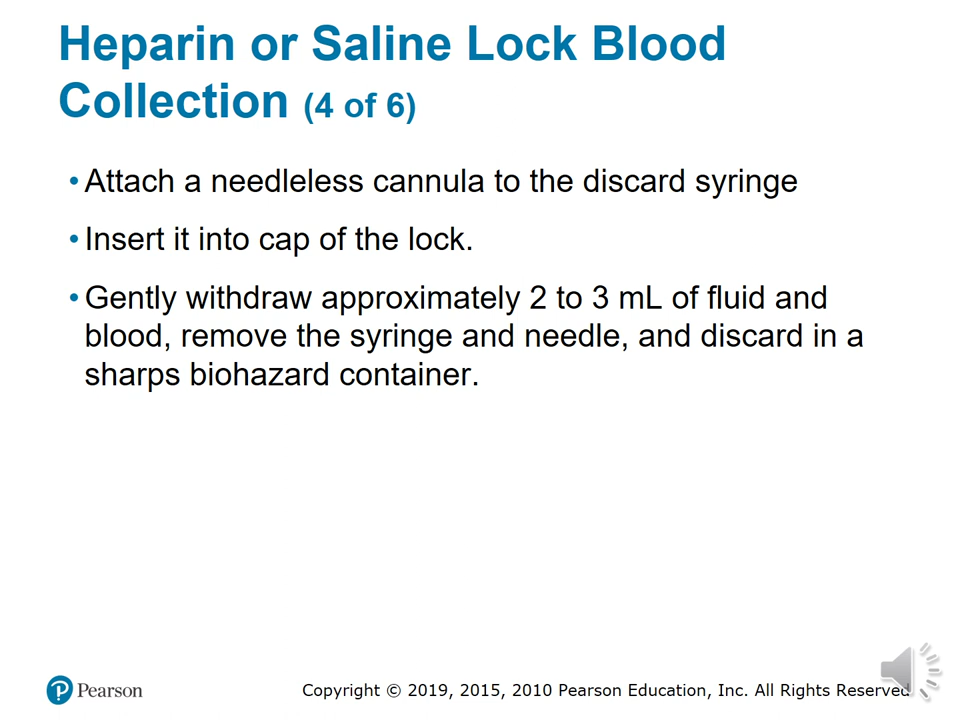 Heparin or Saline Lock Blood
Collection (4 of 6)
• Attach a needleless cannula to the discard syringe
• Insert it into cap of the lock.
• Gently withdraw approximately 2 to 3 mL of fluid and
blood, remove the syringe and needle, and discard in a
sharps biohazard container.
Pearson
Copyright © 2019, 2015, 2010 Pearson Education, Inc. All Rights Reserved